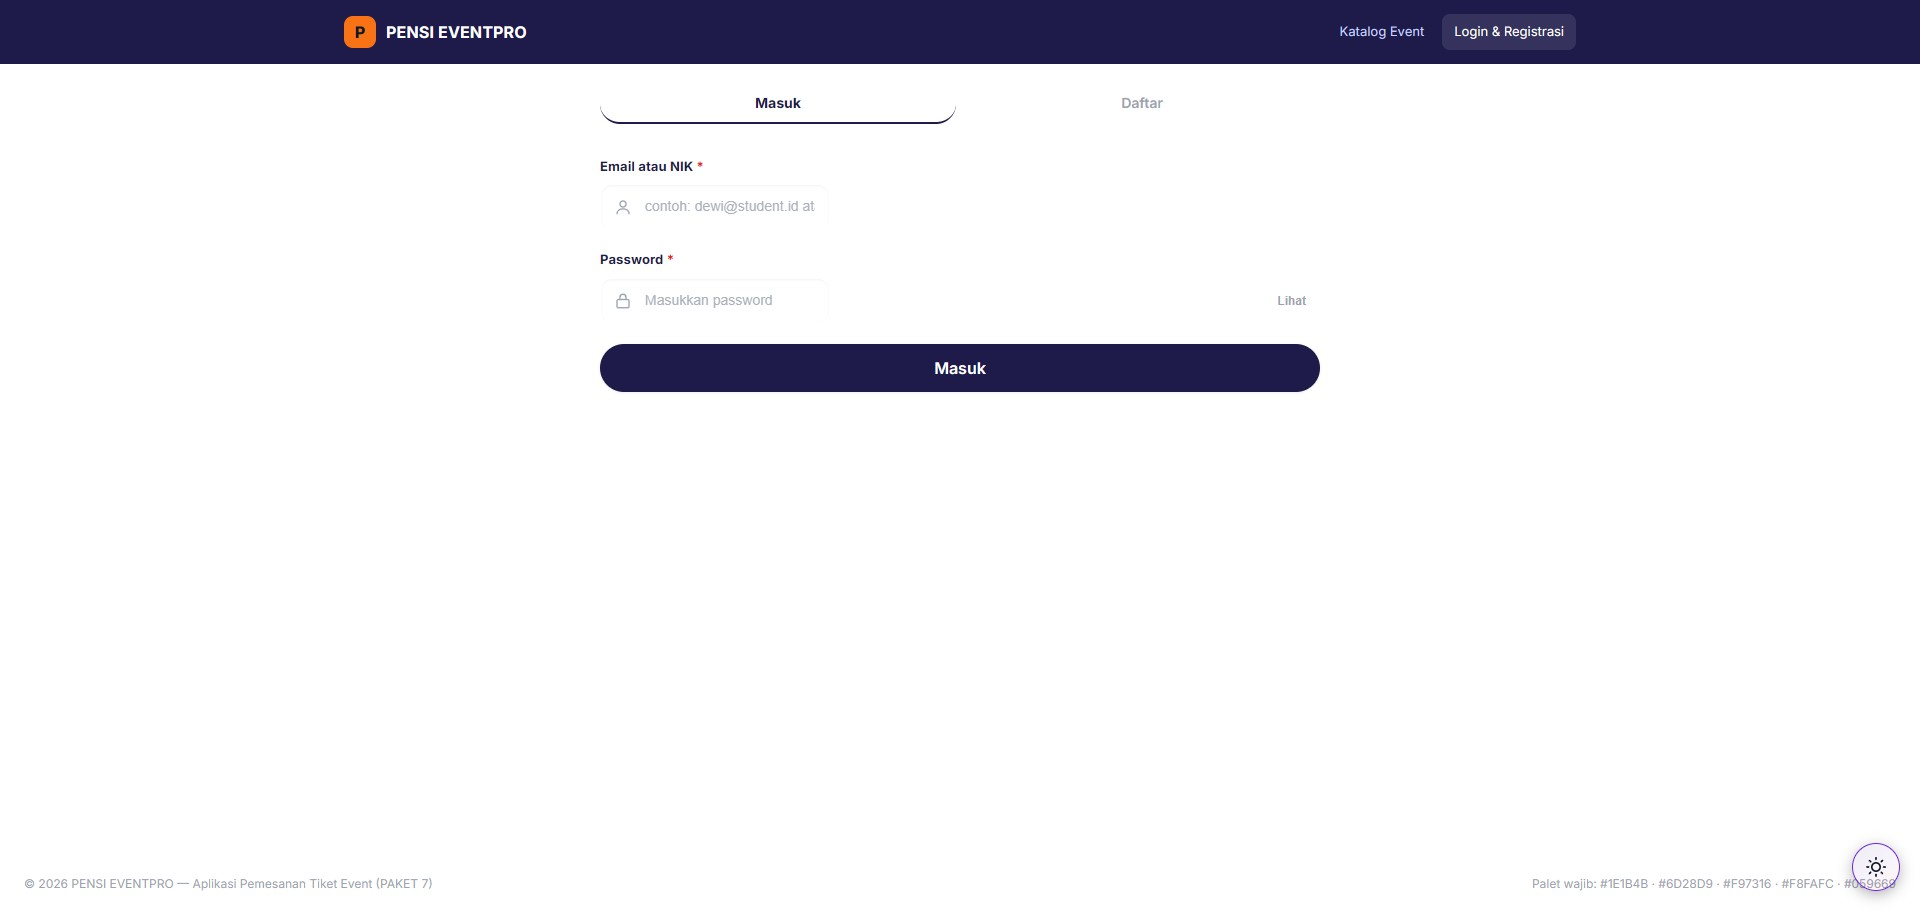 P PENSI EVENTPRO Katalog Event Login & Registrasi
Masuk Daftar
Email atau NIK *
contoh: dewi@student.id at
Password *
Masukkan password Lihat
Masuk
© 2026 PENSI EVENTPRO — Aplikasi Pemesanan Tiket Event (PAKET 7) Palet wajib: #1E1B4B · #6D28D9 · #F97316 · #F8FAFC · #059669